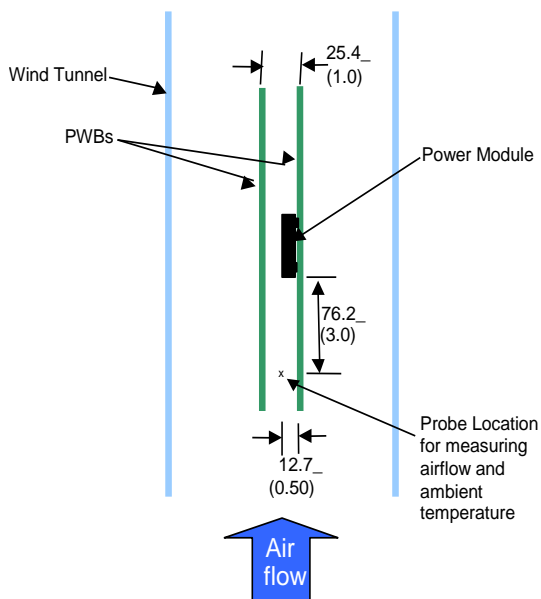 25.4_
(1.0)
Wind Tunnel
PWBs
Power Module
76.2_
(3.0)
x
Probe Location
for measuring
airflow and
ambient
temperature
12.7_
(0.50)
Air
flow